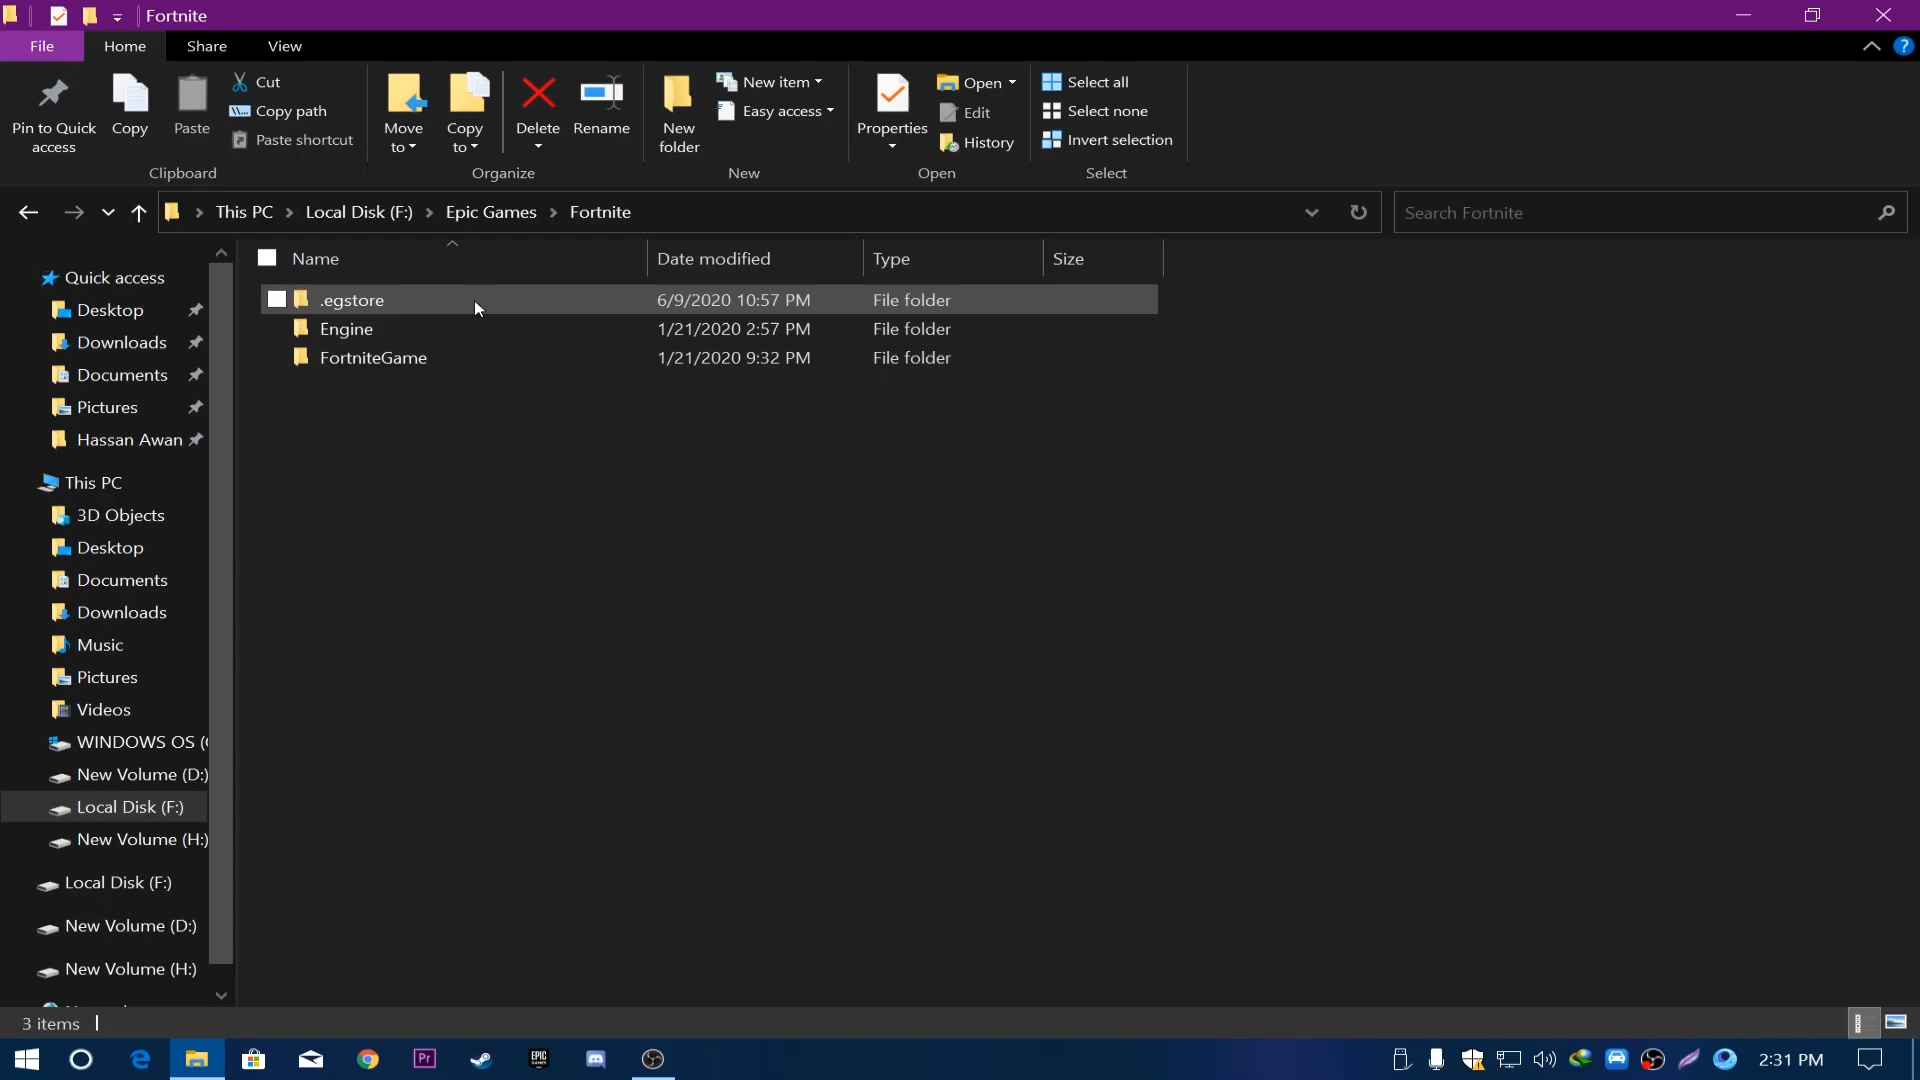 Fortnite
File Home Share View
Pin to Quick access
Copy
Paste
Cut
Copy path
Paste shortcut
Clipboard
Move to
Copy to
Delete
Rename
Organize
New folder
New item
Easy access
New
Properties
Open
Edit
History
Open
Select all
Select none
Invert selection
Select
This PC > Local Disk (F:) > Epic Games > Fortnite
Search Fortnite
Name Date modified Type Size
.egstore 6/9/2020 10:57 PM File folder
Engine 1/21/2020 2:57 PM File folder
FortniteGame 1/21/2020 9:32 PM File folder
Quick access
Desktop
Downloads
Documents
Pictures
Hassan Awan
This PC
3D Objects
Desktop
Documents
Downloads
Music
Pictures
Videos
WINDOWS OS (
New Volume (D:)
Local Disk (F:)
New Volume (H:)
Local Disk (F:)
New Volume (D:)
New Volume (H:)
3 items
Pr
EPIC GAMES
2:31 PM